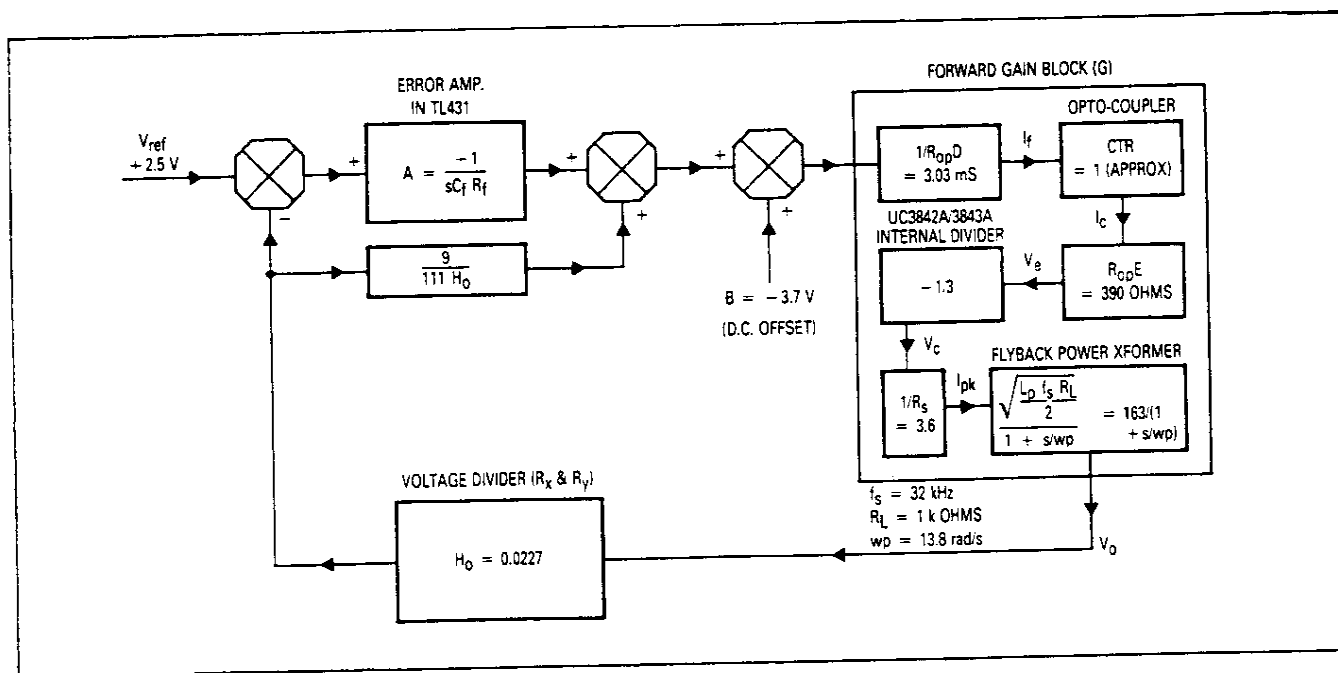 FORWARD GAIN BLOCK (G)
ERROR AMP.
IN TL431
OPTO-COUPLER
V_ref
+ 2.5 V
+
-
A = -1 / sC_f R_f
+
+
+
+
1/R_opD
= 3.03 mS
I_f
CTR
= 1 (APPROX)
9 / 111 H_o
B = - 3.7 V
(D.C. OFFSET)
UC3842A/3843A
INTERNAL DIVIDER
I_c
- 1.3
V_e
R_opE
= 390 OHMS
V_c
FLYBACK POWER XFORMER
1/R_s
= 3.6
I_pk
√(L_p f_s R_L / 2) / (1 + s/wp) = 163/(1 + s/wp)
VOLTAGE DIVIDER (R_x & R_y)
f_s = 32 kHz
R_L = 1 k OHMS
wp = 13.8 rad/s
V_o
H_o = 0.0227